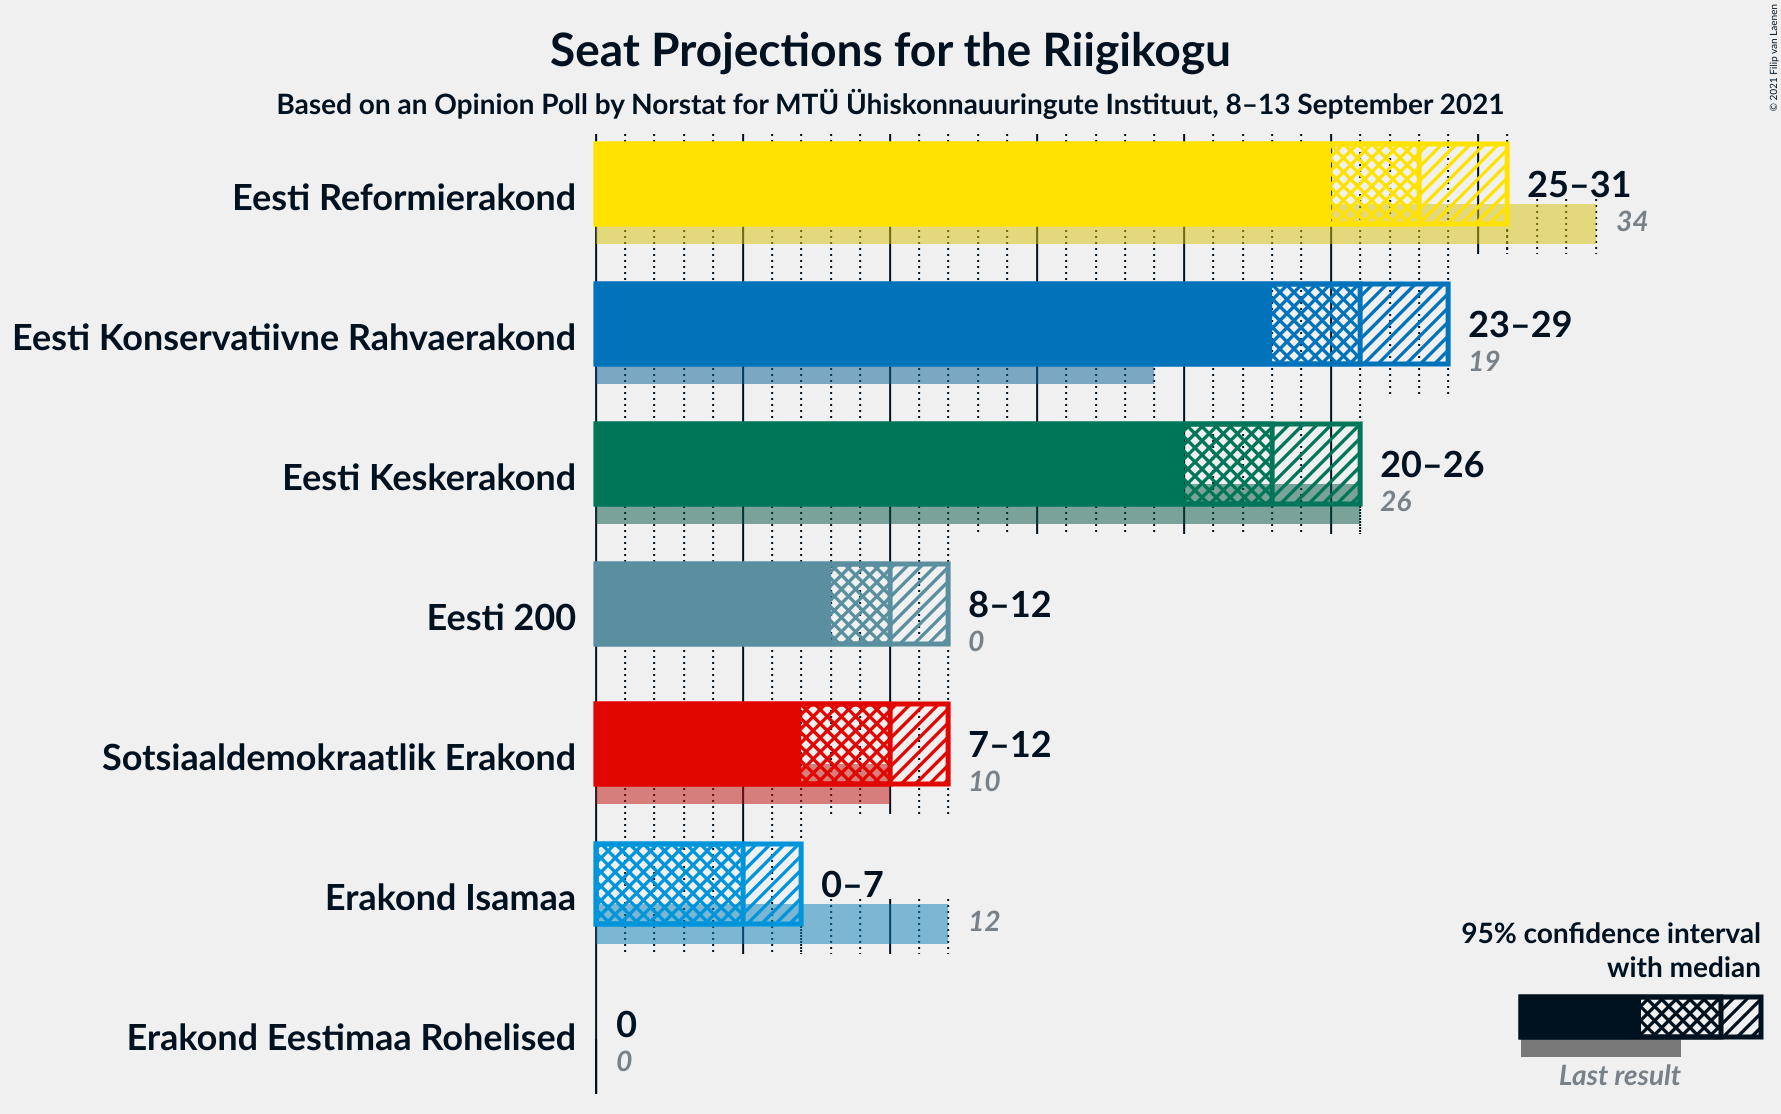 Seat Projections for the Riigikogu
Based on an Opinion Poll by Norstat for MTÜ Ühiskonnauuringute Instituut, 8–13 September 2021
© 2021 Filip van Laenen
Eesti Reformierakond
25–31
34
Eesti Konservatiivne Rahvaerakond
23–29
19
Eesti Keskerakond
20–26
26
Eesti 200
8–12
0
Sotsiaaldemokraatlik Erakond
7–12
10
Erakond Isamaa
0–7
12
Erakond Eestimaa Rohelised
0
0
95% confidence interval
with median
Last result